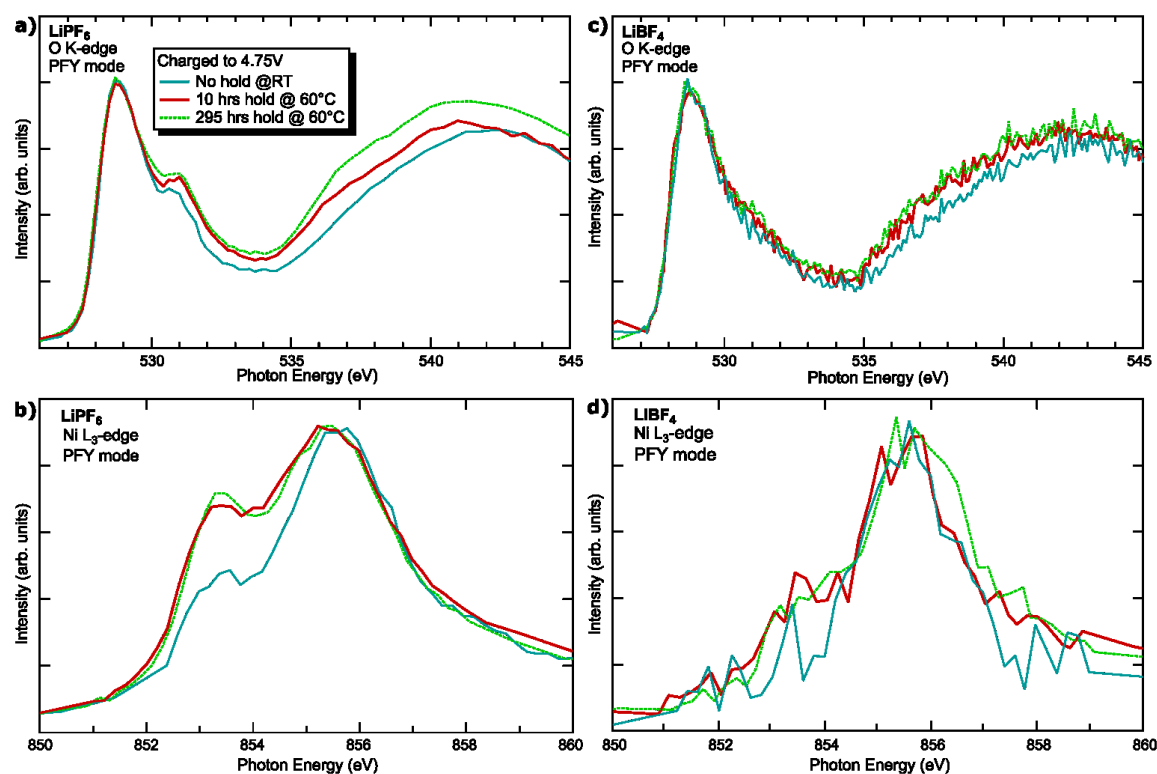 a)
LiPF₆
O K-edge
PFY mode
Charged to 4.75V
No hold @RT
10 hrs hold @ 60°C
295 hrs hold @ 60°C
Intensity (arb. units)
530 535 540 545
Photon Energy (eV)
c)
LiBF₄
O K-edge
PFY mode
Intensity (arb. units)
530 535 540 545
Photon Energy (eV)
b)
LiPF₆
Ni L₃-edge
PFY mode
Intensity (arb. units)
850 852 854 856 858 860
Photon Energy (eV)
d)
LiBF₄
Ni L₃-edge
PFY mode
Intensity (arb. units)
850 852 854 856 858 860
Photon Energy (eV)